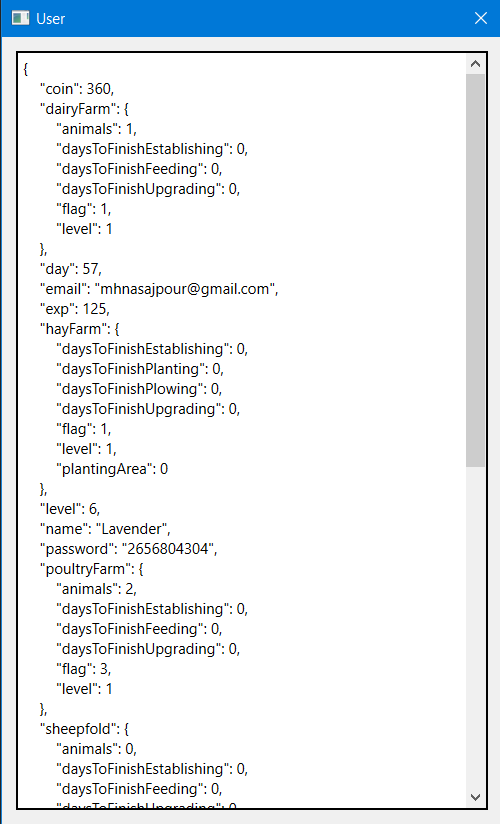 User
{
"coin": 360,
"dairyFarm": {
"animals": 1,
"daysToFinishEstablishing": 0,
"daysToFinishFeeding": 0,
"daysToFinishUpgrading": 0,
"flag": 1,
"level": 1
},
"day": 57,
"email": "mhnasajpour@gmail.com",
"exp": 125,
"hayFarm": {
"daysToFinishEstablishing": 0,
"daysToFinishPlanting": 0,
"daysToFinishPlowing": 0,
"daysToFinishUpgrading": 0,
"flag": 1,
"level": 1,
"plantingArea": 0
},
"level": 6,
"name": "Lavender",
"password": "2656804304",
"poultryFarm": {
"animals": 2,
"daysToFinishEstablishing": 0,
"daysToFinishFeeding": 0,
"daysToFinishUpgrading": 0,
"flag": 3,
"level": 1
},
"sheepfold": {
"animals": 0,
"daysToFinishEstablishing": 0,
"daysToFinishFeeding": 0,
"daysToFinishUpgrading": 0